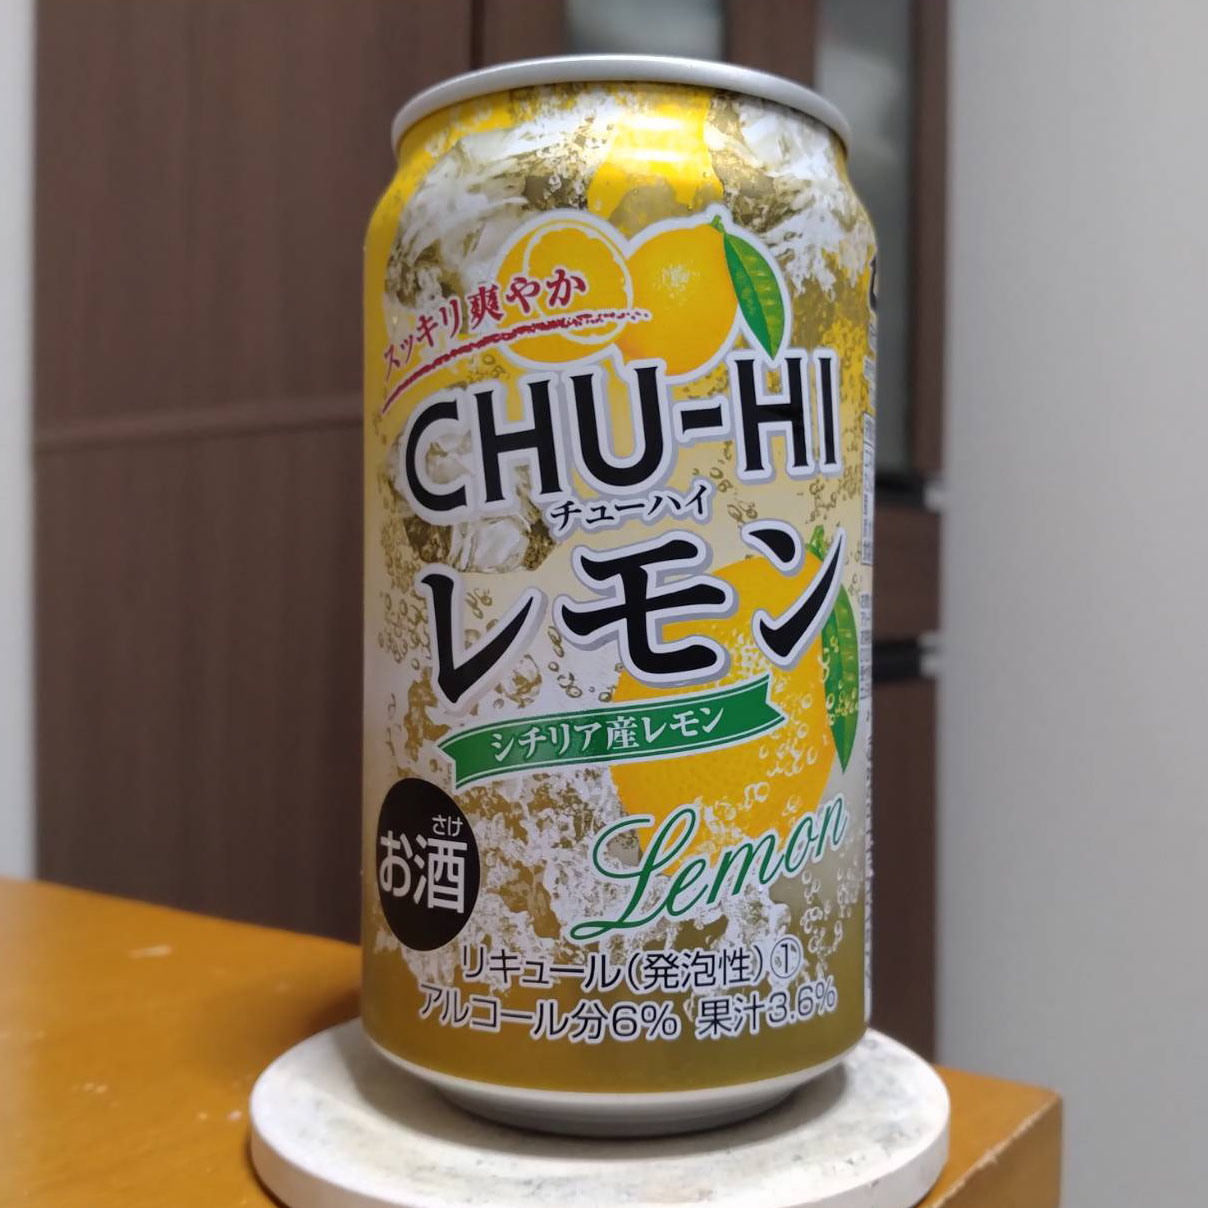 スッキリ爽やか
CHU-HI
チューハイ
レモン
シチリア産レモン
Lemon
さけ
お酒
リキュール(発泡性)①
アルコール分6% 果汁3.6%